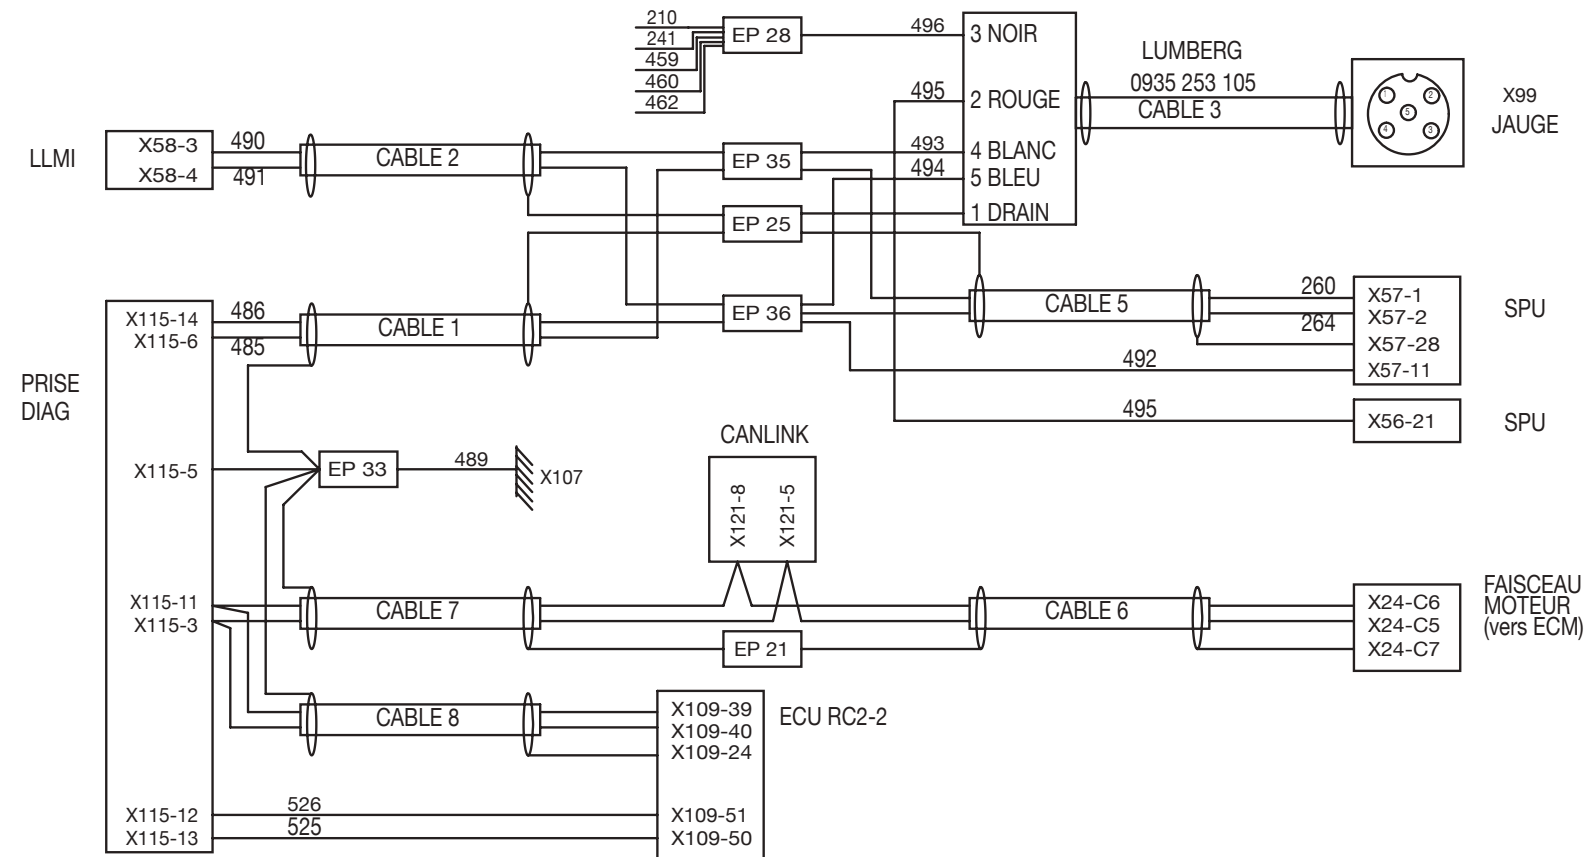 210
241
459
460
462
EP 28
496
3 NOIR
495
2 ROUGE
493
4 BLANC
494
5 BLEU
1 DRAIN
LUMBERG
0935 253 105
CABLE 3
1
2
5
4
3
X99
JAUGE
LLMI
X58-3
X58-4
490
491
CABLE 2
EP 35
EP 25
EP 36
PRISE
DIAG
X115-14
X115-6
486
485
CABLE 1
CABLE 5
260
264
X57-1
X57-2
X57-28
X57-11
SPU
492
495
X56-21
SPU
X115-5
EP 33
489
X107
CANLINK
X121-8
X121-5
X115-11
X115-3
CABLE 7
EP 21
CABLE 6
X24-C6
X24-C5
X24-C7
FAISCEAU
MOTEUR
(vers ECM)
CABLE 8
X109-39
X109-40
X109-24
ECU RC2-2
X115-12
X115-13
526
525
X109-51
X109-50